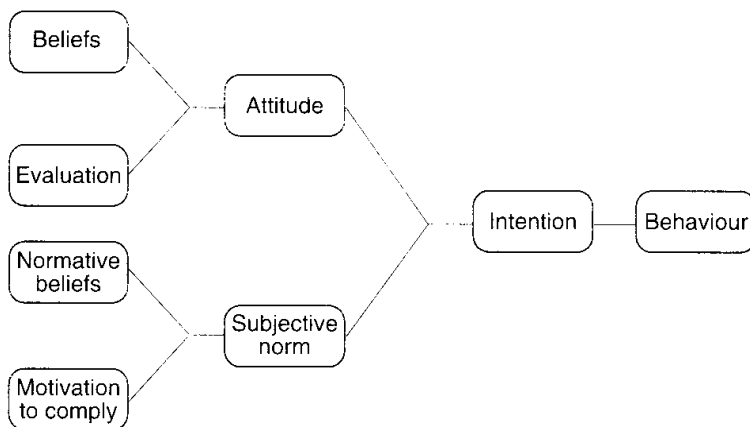 Beliefs
Attitude
Evaluation
Intention
Behaviour
Normative
beliefs
Subjective
norm
Motivation
to comply